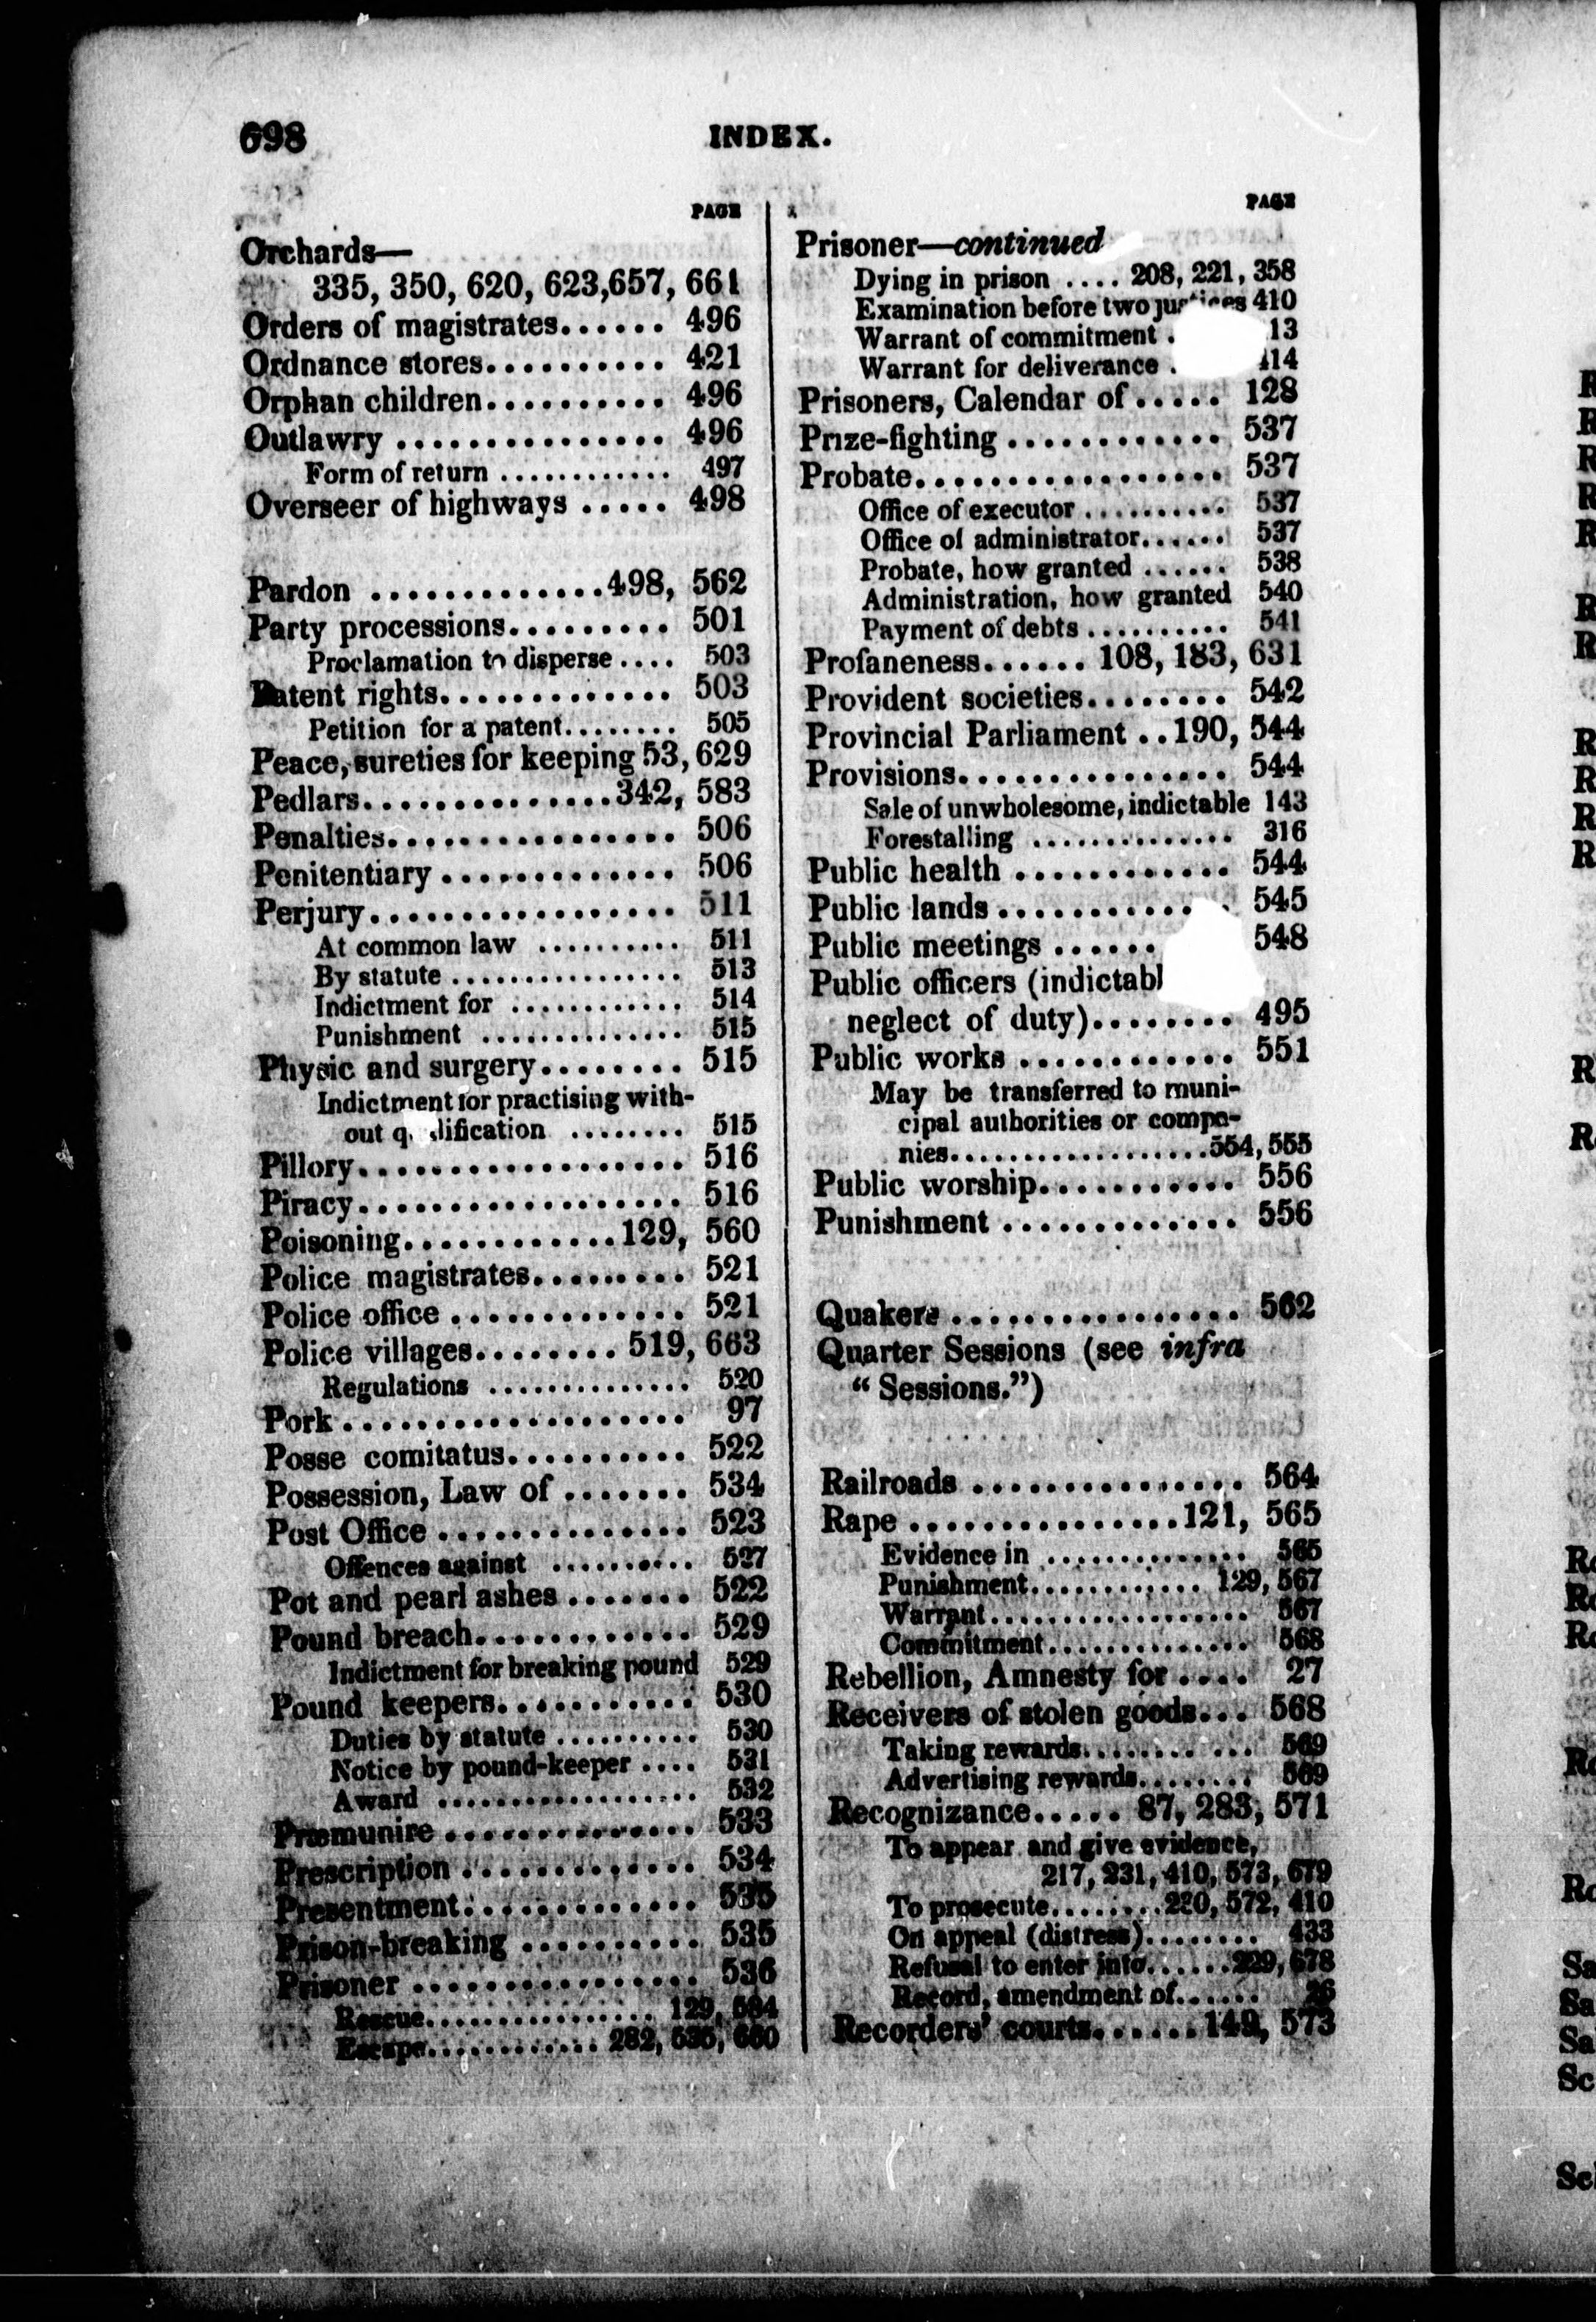 698 INDEX.
PAGE
Orchards—
335, 350, 620, 623,657, 661
Orders of magistrates...... 496
Ordnance stores.......... 421
Orphan children.......... 496
Outlawry ............... 496
Form of return ............ 497
Overseer of highways ..... 498
Pardon .............498, 562
Party processions......... 501
Proclamation to disperse.... 503
Patent rights............. 503
Petition for a patent........ 505
Peace, sureties for keeping 53, 629
Pedlars..............342, 583
Penalties................ 506
Penitentiary ............. 506
Perjury................. 511
At common law .......... 511
By statute ................ 513
Indictment for ............ 514
Punishment .............. 515
Physic and surgery........ 515
Indictment for practising with-
out q lification ........ 515
Pillory.................. 516
Piracy.................. 516
Poisoning............129, 560
Police magistrates......... 521
Police office ............. 521
Police villages........ 519, 663
Regulations .............. 520
Pork................... 97
Posse comitatus.......... 522
Possession, Law of ....... 534
Post Office .............. 523
Offences against .......... 527
Pot and pearl ashes ....... 522
Pound breach............ 529
Indictment for breaking pound 529
Pound keepers........... 530
Duties by statute .......... 530
Notice by pound-keeper .... 531
Award .................. 532
Præmunire .............. 533
Prescription ............. 534
Presentment............. 535
Prison-breaking .......... 535
Prisoner ................ 536
Rescue................ 129,
Escape............ 282,
PAGE
Prisoner—continued
Dying in prison .... 208, 221, 358
Examination before two justices 410
Warrant of commitment . 13
Warrant for deliverance . 414
Prisoners, Calendar of ..... 128
Prize-fighting ............ 537
Probate................. 537
Office of executor .......... 537
Office of administrator...... 537
Probate, how granted ...... 538
Administration, how granted 540
Payment of debts .......... 541
Profaneness...... 108, 183, 631
Provident societies........ 542
Provincial Parliament ..190, 544
Provisions............... 544
Sale of unwholesome, indictable 143
Forestalling .............. 316
Public health ............ 544
Public lands ............. 545
Public meetings ...... 548
Public officers (indictabl
neglect of duty)........ 495
Public works ............ 551
May be transferred to muni-
cipal authorities or compa-
nies..................554, 555
Public worship........... 556
Punishment ............. 556
Quakers ................ 562
Quarter Sessions (see infra
“ Sessions.”)
Railroads ............... 564
Rape ...............121, 565
Evidence in .............. 565
Punishment............ 129, 567
Warrant.................. 567
Commitment.............. 568
Rebellion, Amnesty for .... 27
Receivers of stolen goods... 568
Taking rewards............ 569
Advertising rewards........ 569
Recognizance..... 87, 283, 571
To appear and give evidence,
217, 231, 410, 573, 679
To prosecute........220, 572, 410
On appeal (distress)........ 433
Refusal to enter into......229, 678
Record, amendment of...... 26
Recorders’ courts......149, 573